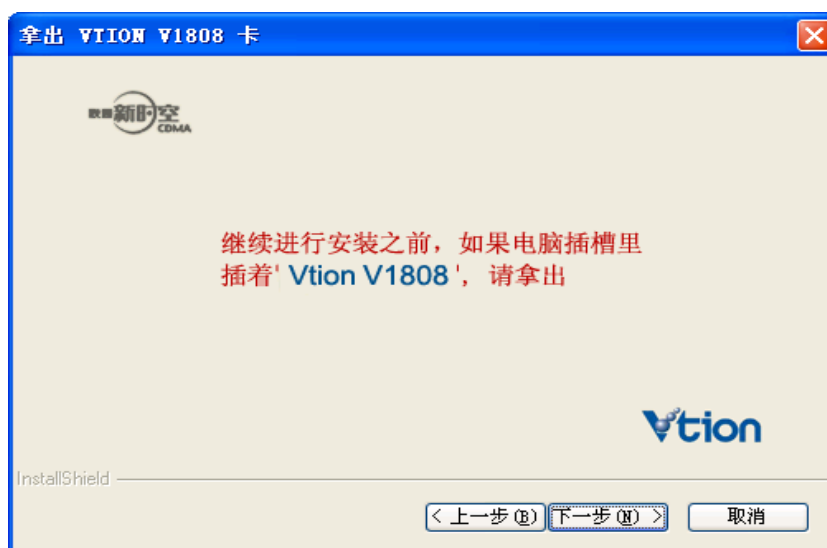 拿出 VTION V1808 卡
联通新时空
CDMA
继续进行安装之前，如果电脑插槽里
插着' Vtion V1808 '，请拿出
Vtion
InstallShield
< 上一步(B) 下一步(N) > 取消